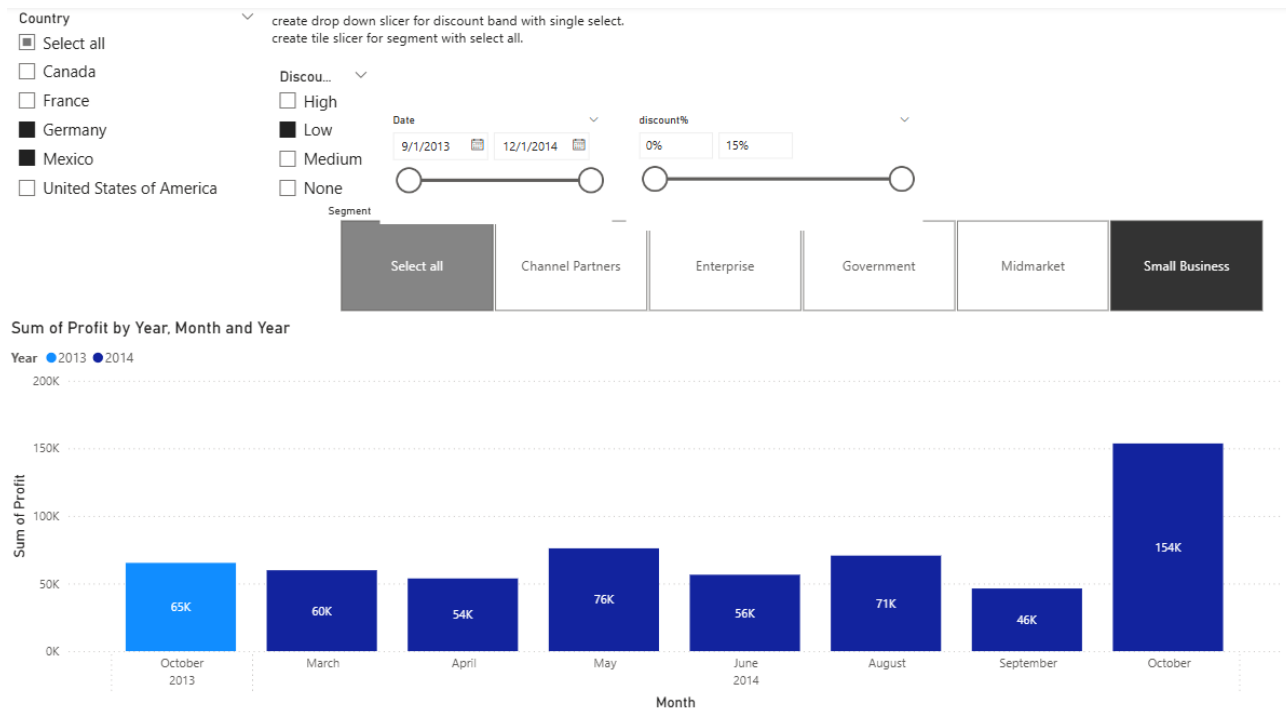 Country
Select all
Canada
France
Germany
Mexico
United States of America
create drop down slicer for discount band with single select.
create tile slicer for segment with select all.
Discou...
High
Low
Medium
None
Date
9/1/2013 12/1/2014
discount%
0% 15%
Segment
Select all Channel Partners Enterprise Government Midmarket Small Business
Sum of Profit by Year, Month and Year
Year 2013 2014
200K
150K
100K
50K
0K
Sum of Profit
65K 60K 54K 76K 56K 71K 46K 154K
October March April May June August September October
2013 2014
Month